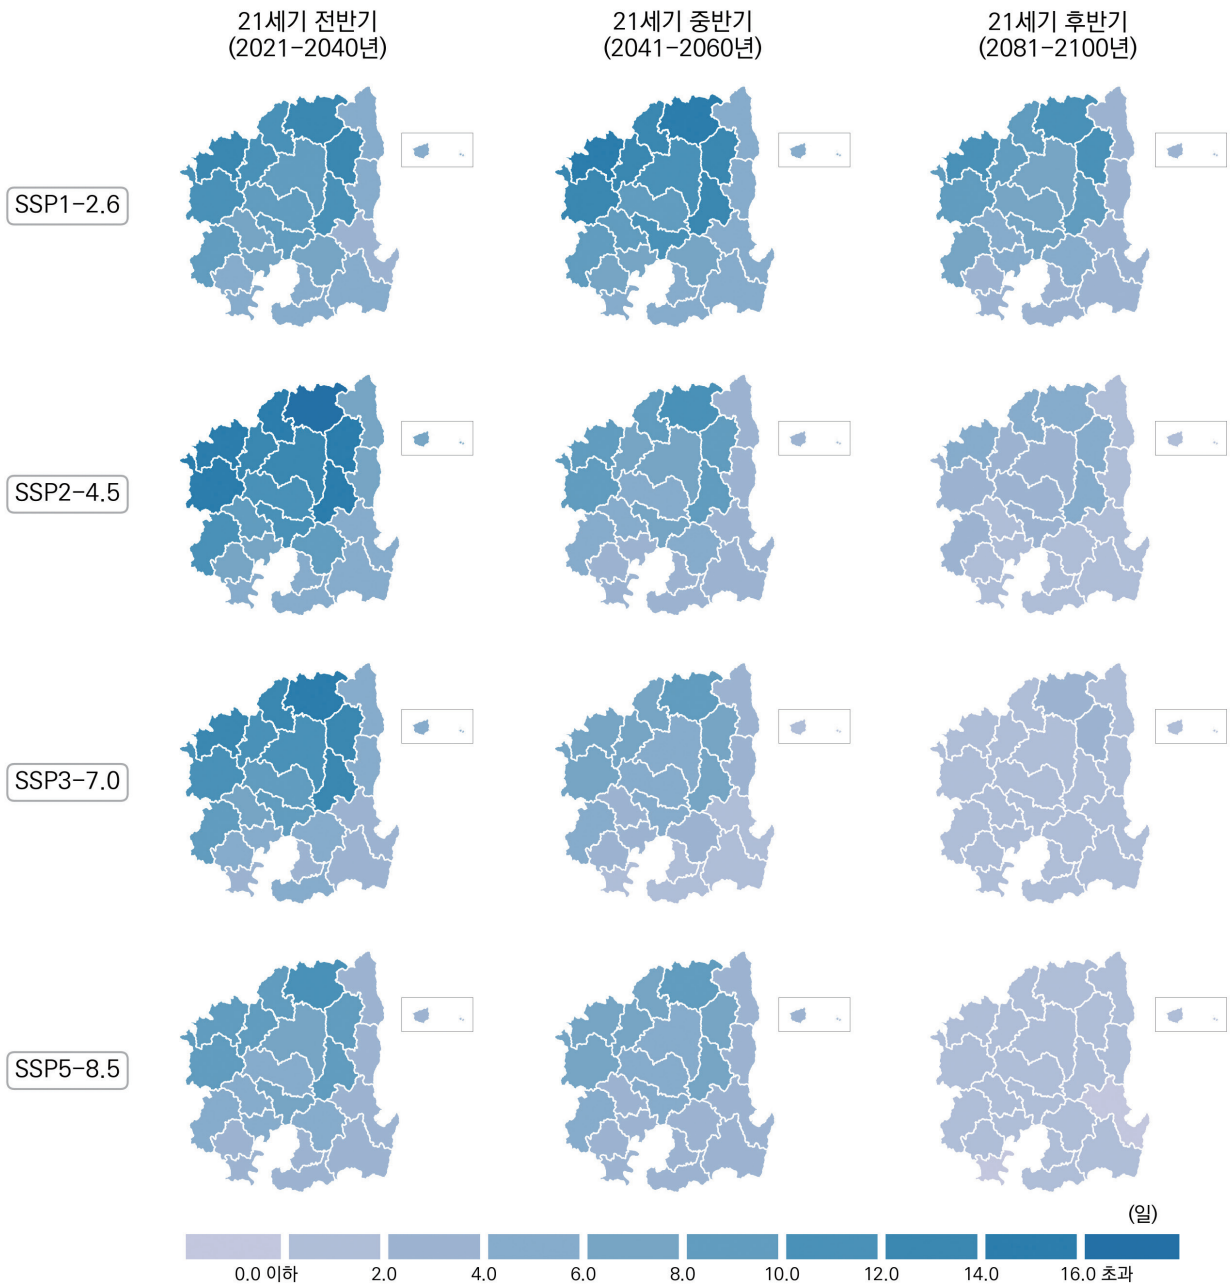 21세기 전반기
(2021-2040년)
21세기 중반기
(2041-2060년)
21세기 후반기
(2081-2100년)
SSP1-2.6
SSP2-4.5
SSP3-7.0
SSP5-8.5
(일)
0.0 이하 2.0 4.0 6.0 8.0 10.0 12.0 14.0 16.0 초과